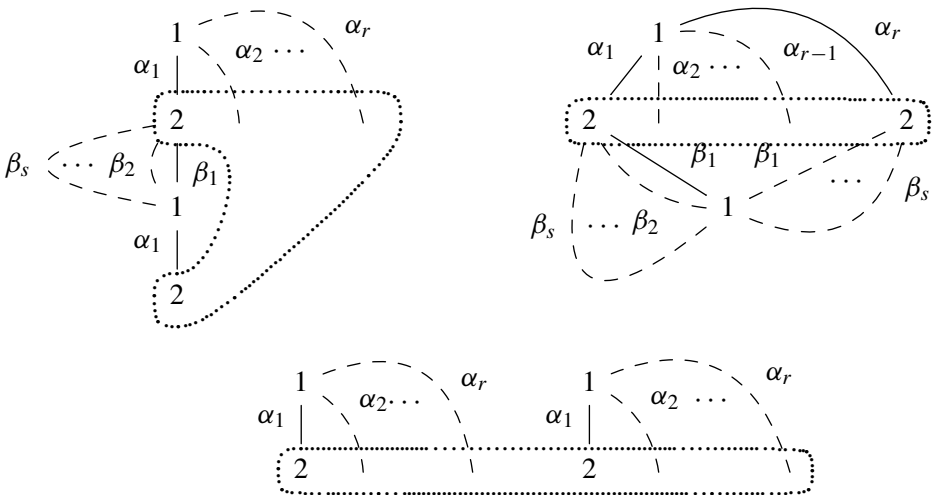 1 α₁ α₂ ··· αᵣ
2
βₛ ··· β₂ β₁
1
α₁
2
1 α₁ α₂ ··· αᵣ₋₁ αᵣ
2 2
β₁ β₁
βₛ ··· β₂ 1 ··· βₛ
1 α₁ α₂ ··· αᵣ 1 α₁ α₂ ··· αᵣ
2 2